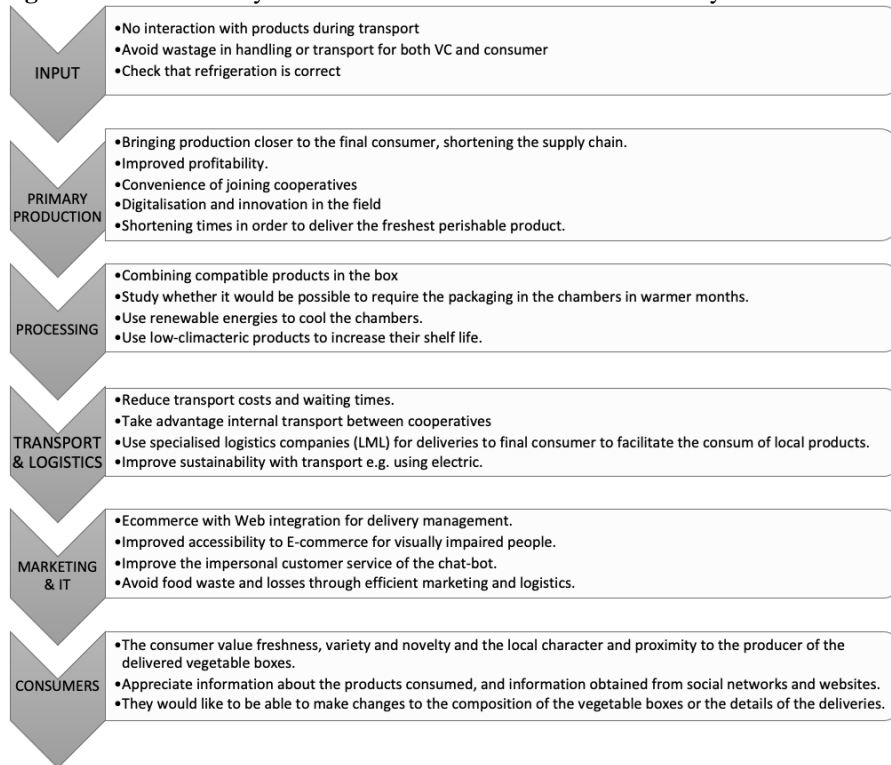 INPUT
•No interaction with products during transport
•Avoid wastage in handling or transport for both VC and consumer
•Check that refrigeration is correct
PRIMARY
PRODUCTION
•Bringing production closer to the final consumer, shortening the supply chain.
•Improved profitability.
•Convenience of joining cooperatives
•Digitalisation and innovation in the field
•Shortening times in order to deliver the freshest perishable product.
PROCESSING
•Combining compatible products in the box
•Study whether it would be possible to require the packaging in the chambers in warmer months.
•Use renewable energies to cool the chambers.
•Use low-climacteric products to increase their shelf life.
TRANSPORT
& LOGISTICS
•Reduce transport costs and waiting times.
•Take advantage internal transport between cooperatives
•Use specialised logistics companies (LML) for deliveries to final consumer to facilitate the consum of local products.
•Improve sustainability with transport e.g. using electric.
MARKETING
& IT
•Ecommerce with Web integration for delivery management.
•Improved accessibility to E-commerce for visually impaired people.
•Improve the impersonal customer service of the chat-bot.
•Avoid food waste and losses through efficient marketing and logistics.
CONSUMERS
•The consumer value freshness, variety and novelty and the local character and proximity to the producer of the
delivered vegetable boxes.
•Appreciate information about the products consumed, and information obtained from social networks and websites.
•They would like to be able to make changes to the composition of the vegetable boxes or the details of the deliveries.